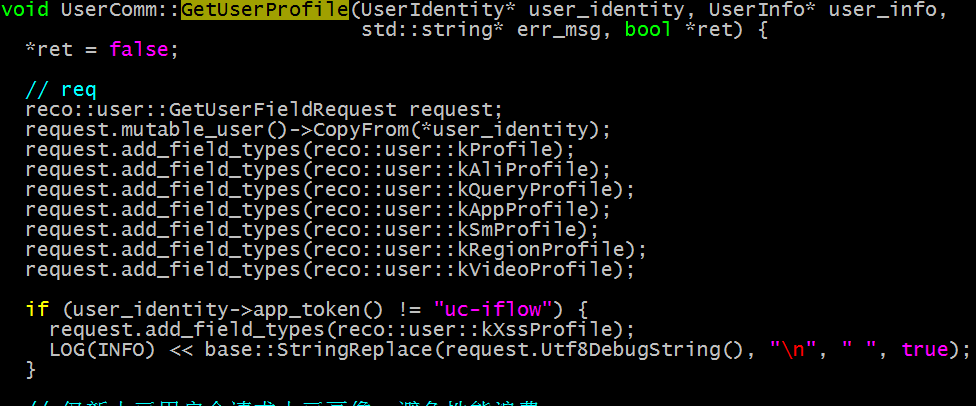 void UserComm::GetUserProfile(UserIdentity* user_identity, UserInfo* user_info,
                              std::string* err_msg, bool *ret) {
  *ret = false;

  // req
  reco::user::GetUserFieldRequest request;
  request.mutable_user()->CopyFrom(*user_identity);
  request.add_field_types(reco::user::kProfile);
  request.add_field_types(reco::user::kAliProfile);
  request.add_field_types(reco::user::kQueryProfile);
  request.add_field_types(reco::user::kAppProfile);
  request.add_field_types(reco::user::kSmProfile);
  request.add_field_types(reco::user::kRegionProfile);
  request.add_field_types(reco::user::kVideoProfile);

  if (user_identity->app_token() != "uc-iflow") {
    request.add_field_types(reco::user::kXssProfile);
    LOG(INFO) << base::StringReplace(request.Utf8DebugString(), "\n", " ", true);
  }